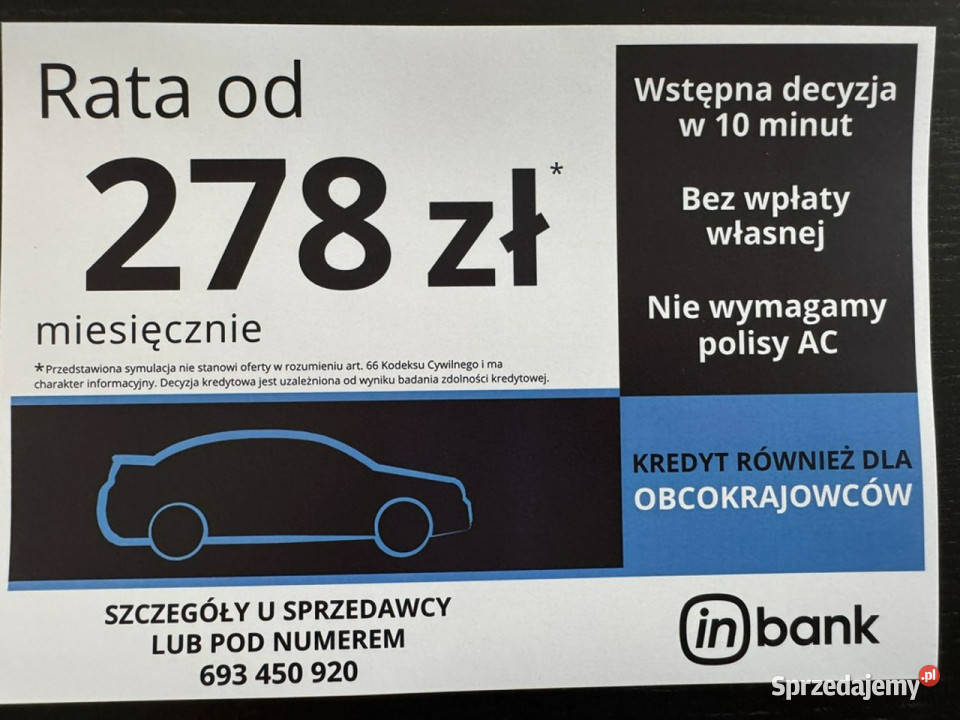 Rata od
278 zł*
miesięcznie
*Przedstawiona symulacja nie stanowi oferty w rozumieniu art. 66 Kodeksu Cywilnego i ma
charakter informacyjny. Decyzja kredytowa jest uzależniona od wyniku badania zdolności kredytowej.
Wstępna decyzja
w 10 minut
Bez wpłaty
własnej
Nie wymagamy
polisy AC
KREDYT RÓWNIEŻ DLA
OBCOKRAJOWCÓW
SZCZEGÓŁY U SPRZEDAWCY
LUB POD NUMEREM
693 450 920
inbank
Sprzedajemy.pl